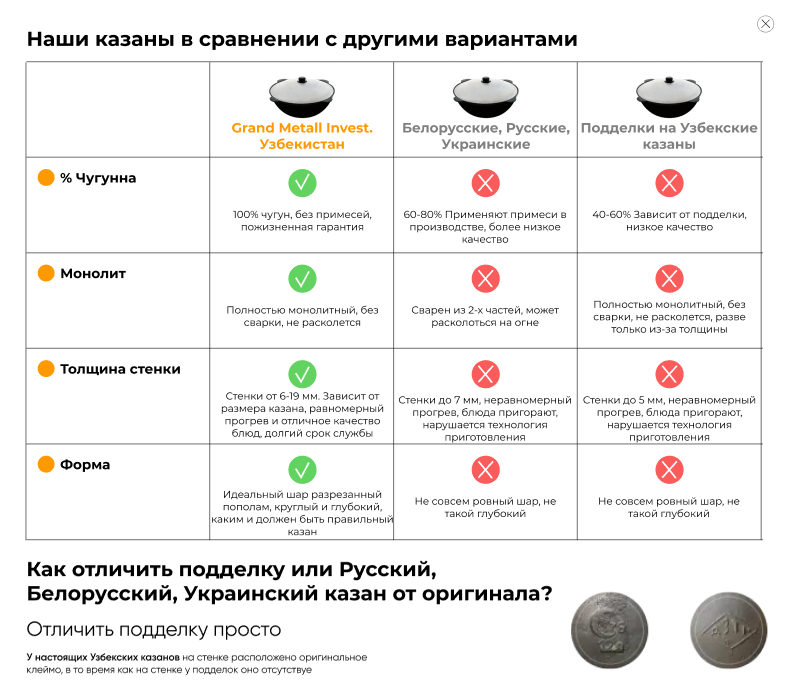 Наши казаны в сравнении с другими вариантами
Grand Metall Invest.
Узбекистан
Белорусские, Русские,
Украинские
Подделки на Узбекские
казаны
% Чугунна
100% чугун, без примесей,
пожизненная гарантия
60-80% Применяют примеси в
производстве, более низкое
качество
40-60% Зависит от подделки,
низкое качество
Монолит
Полностью монолитный, без
сварки, не расколется
Сварен из 2-х частей, может
расколоться на огне
Полностью монолитный, без
сварки, не расколется, разве
только из-за толщины
Толщина стенки
Стенки от 6-19 мм. Зависит от
размера казана, равномерный
прогрев и отличное качество
блюд, долгий срок службы
Стенки до 7 мм, неравномерный
прогрев, блюда пригорают,
нарушается технология
приготовления
Стенки до 5 мм, неравномерный
прогрев, блюда пригорают,
нарушается технология
приготовления
Форма
Идеальный шар разрезанный
пополам, круглый и глубокий,
каким и должен быть правильный
казан
Не совсем ровный шар, не
такой глубокий
Не совсем ровный шар, не
такой глубокий
Как отличить подделку или Русский,
Белорусский, Украинский казан от оригинала?
Отличить подделку просто
У настоящих Узбекских казанов на стенке расположено оригинальное
клеймо, в то время как на стенке у подделок оно отсутствует